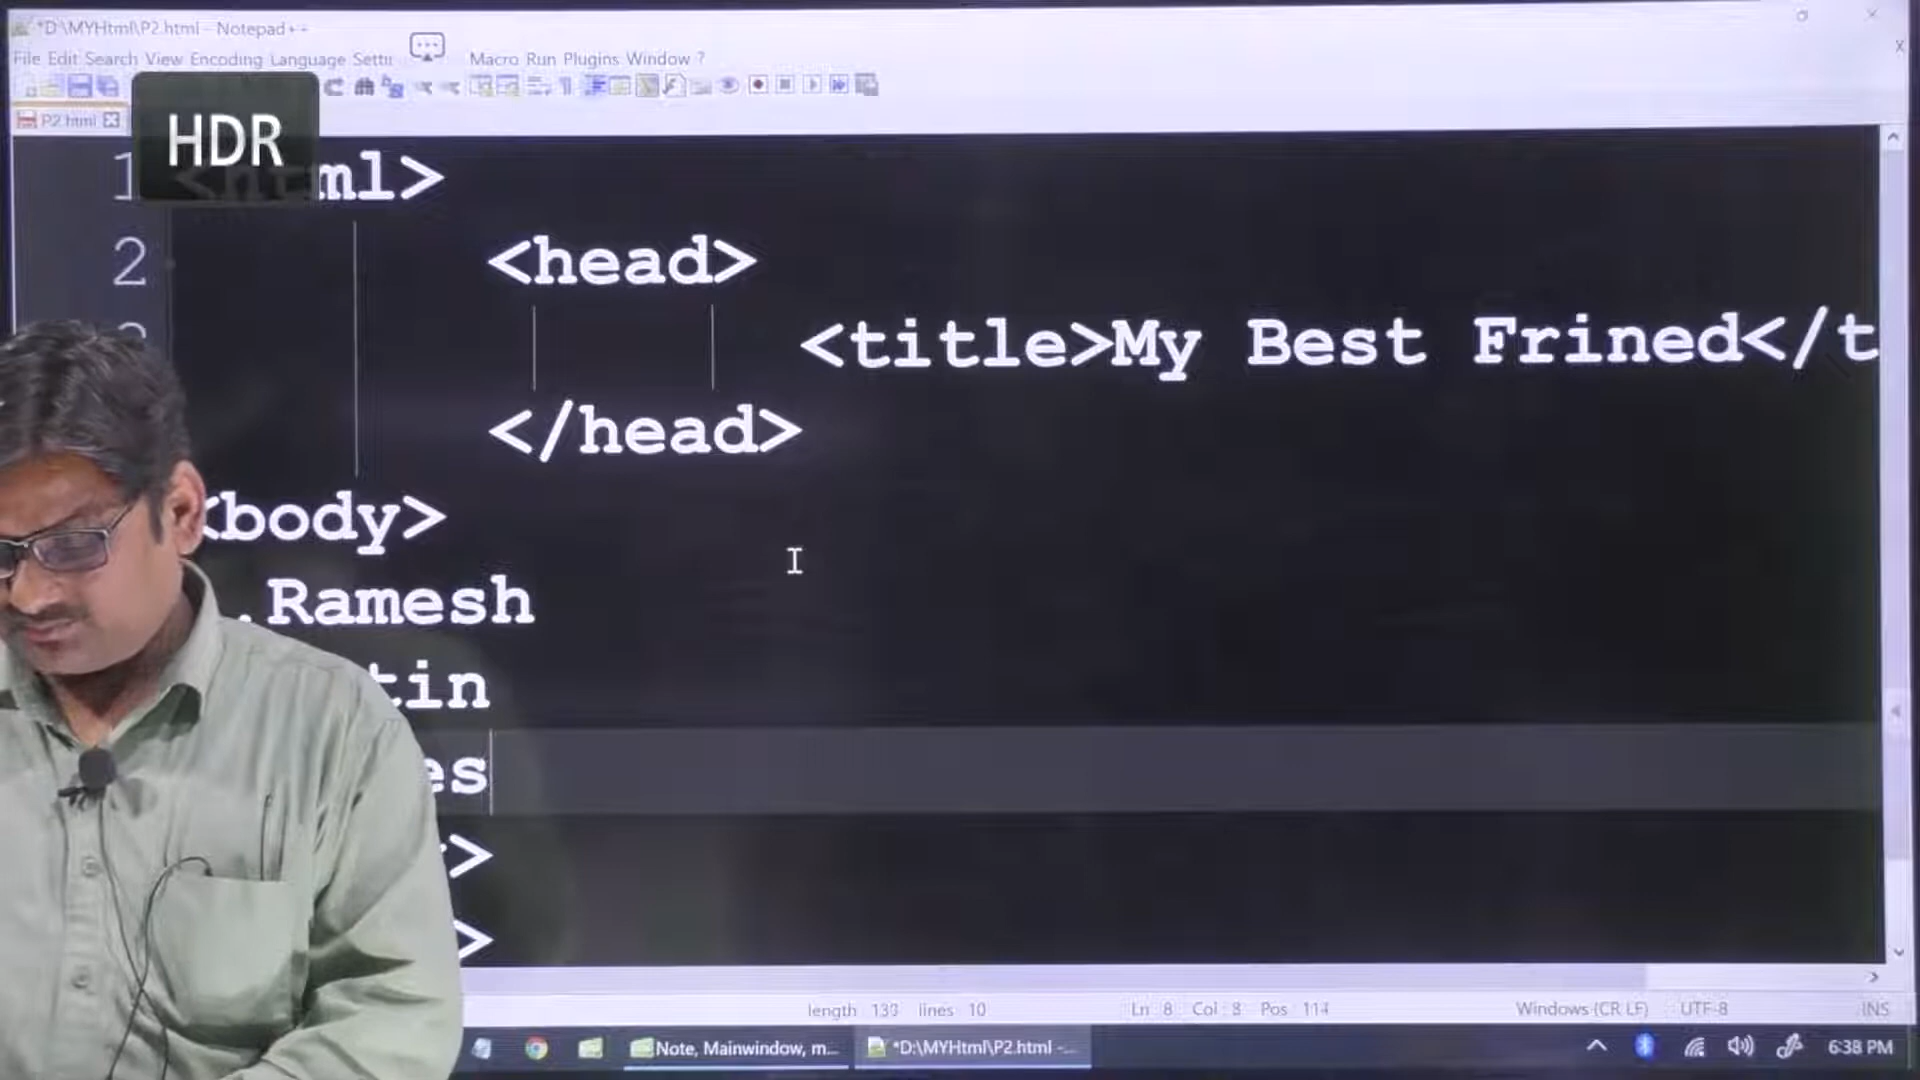 *D:\MYHtml\P2.html - Notepad++
File Edit Search View Encoding Language Macro Run Plugins Window ?
P2.html
HDR
1 <html>
2 <head>
<title>My Best Frined</t
</head>
<body>
.Ramesh
tin
es
>
>
length 133 lines 10 Ln : 8 Col : 8 Pos : 114 Windows (CR LF) UTF-8 INS
Note, Mainwindow, m... *D:\MYHtml\P2.html -... 6:38 PM